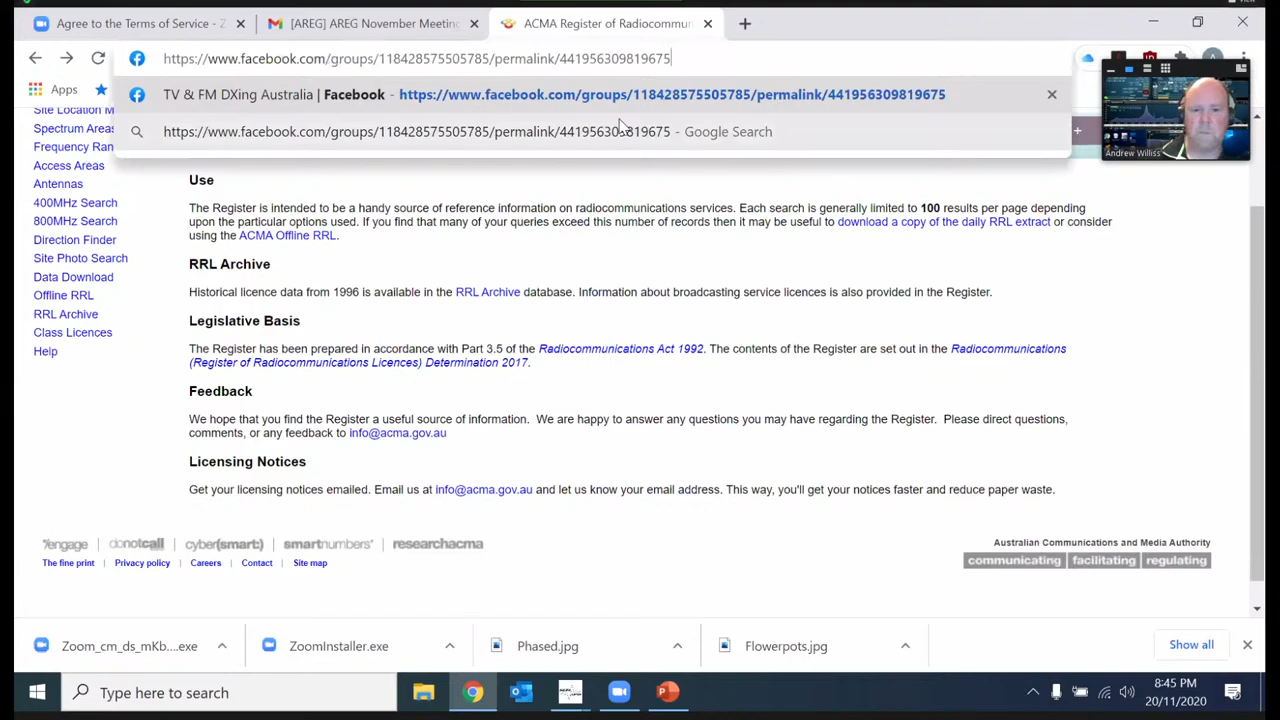 Agree to the Terms of Service - Z
[AREG] AREG November Meeting
ACMA Register of Radiocommun
https://www.facebook.com/groups/118428575505785/permalink/441956309819675
Apps
TV & FM DXing Australia | Facebook - https://www.facebook.com/groups/118428575505785/permalink/441956309819675
https://www.facebook.com/groups/118428575505785/permalink/441956309819675 - Google Search
Andrew Williss
Site Location M
Spectrum Areas
Frequency Ran
Access Areas
Antennas
400MHz Search
800MHz Search
Direction Finder
Site Photo Search
Data Download
Offline RRL
RRL Archive
Class Licences
Help
Use
The Register is intended to be a handy source of reference information on radiocommunications services. Each search is generally limited to 100 results per page depending
upon the particular options used. If you find that many of your queries exceed this number of records then it may be useful to download a copy of the daily RRL extract or consider
using the ACMA Offline RRL.
RRL Archive
Historical licence data from 1996 is available in the RRL Archive database. Information about broadcasting service licences is also provided in the Register.
Legislative Basis
The Register has been prepared in accordance with Part 3.5 of the Radiocommunications Act 1992. The contents of the Register are set out in the Radiocommunications
(Register of Radiocommunications Licences) Determination 2017.
Feedback
We hope that you find the Register a useful source of information. We are happy to answer any questions you may have regarding the Register. Please direct questions,
comments, or any feedback to info@acma.gov.au
Licensing Notices
Get your licensing notices emailed. Email us at info@acma.gov.au and let us know your email address. This way, you'll get your notices faster and reduce paper waste.
engage | donotcall | cyber(smart:) | smartnumbers | researchacma
The fine print | Privacy policy | Careers | Contact | Site map
Australian Communications and Media Authority
communicating facilitating regulating
Zoom_cm_ds_mKb....exe
ZoomInstaller.exe
Phased.jpg
Flowerpots.jpg
Show all
Type here to search
8:45 PM
20/11/2020